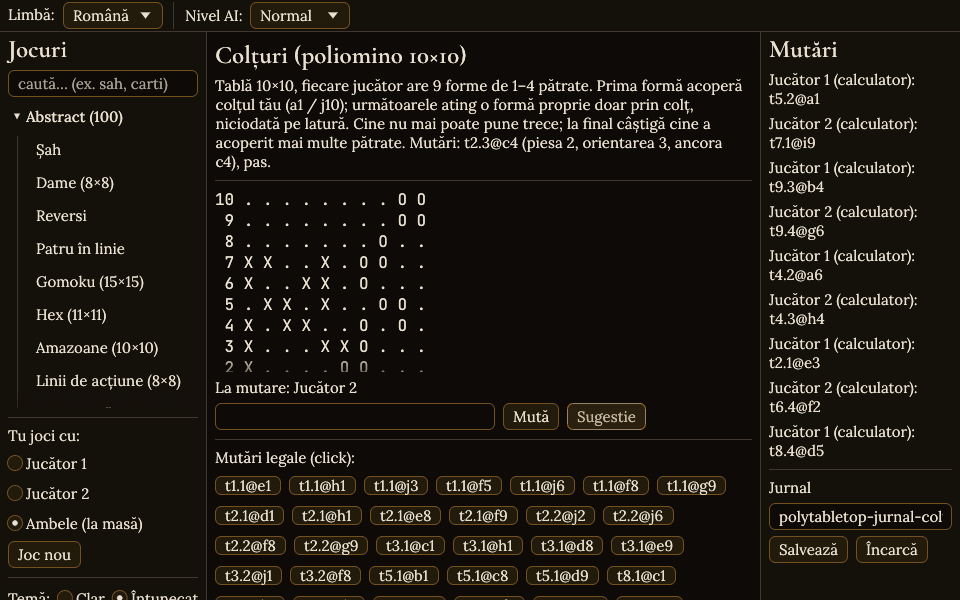 Limbă: Română Nivel AI: Normal
Jocuri
caută... (ex. sah, carti)
Abstract (100)
Șah
Dame (8×8)
Reversi
Patru în linie
Gomoku (15×15)
Hex (11×11)
Amazoane (10×10)
Linii de acțiune (8×8)
Tu joci cu:
Jucător 1
Jucător 2
Ambele (la masă)
Joc nou
Temă: Clar Întunecat
Colțuri (poliomino 10×10)
Tablă 10×10, fiecare jucător are 9 forme de 1–4 pătrate. Prima formă acoperă
colțul tău (a1 / j10); următoarele ating o formă proprie doar prin colț,
niciodată pe latură. Cine nu mai poate pune trece; la final câștigă cine a
acoperit mai multe pătrate. Mutări: t2.3@c4 (piesa 2, orientarea 3, ancora
c4), pas.
10 . . . . . . . . O O
9 . . . . . . . . O O
8 . . . . . . . O . .
7 X X . . X . O O . .
6 X . . X X . O . . .
5 . X X . X . . O O .
4 X . X X . . O . O .
3 X . . . X X O . . .
2 X . . . . O O . . .
La mutare: Jucător 2
Mută Sugestie
Mutări legale (click):
t1.1@e1 t1.1@h1 t1.1@j3 t1.1@f5 t1.1@j6 t1.1@f8 t1.1@g9
t2.1@d1 t2.1@h1 t2.1@e8 t2.1@f9 t2.2@j2 t2.2@j6
t2.2@f8 t2.2@g9 t3.1@c1 t3.1@h1 t3.1@d8 t3.1@e9
t3.2@j1 t3.2@f8 t5.1@b1 t5.1@c8 t5.1@d9 t8.1@c1
Mutări
Jucător 1 (calculator):
t5.2@a1
Jucător 2 (calculator):
t7.1@i9
Jucător 1 (calculator):
t9.3@b4
Jucător 2 (calculator):
t9.4@g6
Jucător 1 (calculator):
t4.2@a6
Jucător 2 (calculator):
t4.3@h4
Jucător 1 (calculator):
t2.1@e3
Jucător 2 (calculator):
t6.4@f2
Jucător 1 (calculator):
t8.4@d5
Jurnal
polytabletop-jurnal-col
Salvează Încarcă